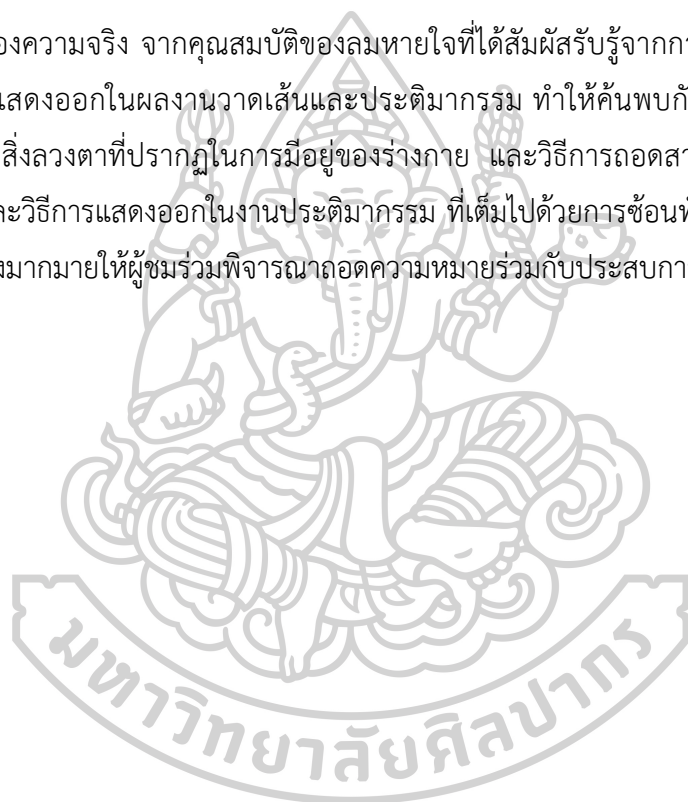 องความจริง จากคุณสมบัติของลมหายใจที่ได้สัมผัสรับรู้จากกา
แสดงออกในผลงานวาดเส้นและประติมากรรม ทำให้ค้นพบกั
สิ่งลวงตาที่ปรากฏในการมีอยู่ของร่างกาย และวิธีการถอดสา
ละวิธีการแสดงออกในงานประติมากรรม ที่เต็มไปด้วยการซ้อนทั
งมากมายให้ผู้ชมร่วมพิจารณาถอดความหมายร่วมกับประสบกา
มหาวิทยาลัยศิลปากร